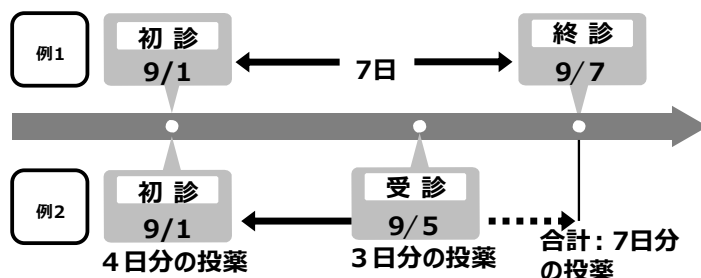 例1
初 診
9/1
7日
終 診
9/7
例2
初 診
9/1
4日分の投薬
受 診
9/5
3日分の投薬
合計：7日分
の投薬